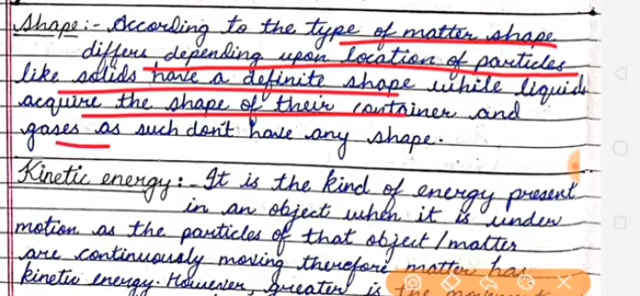 Shape :- According to the type of matter shape
differs depending upon location of particles
like solids have a definite shape while liquids
acquire the shape of their container and
gases as such don't have any shape.
Kinetic energy :- It is the kind of energy present
in an object when it is under
motion as the particles of that object / matter
are continuously moving therefore matter has
kinetic energy. However, greater is the